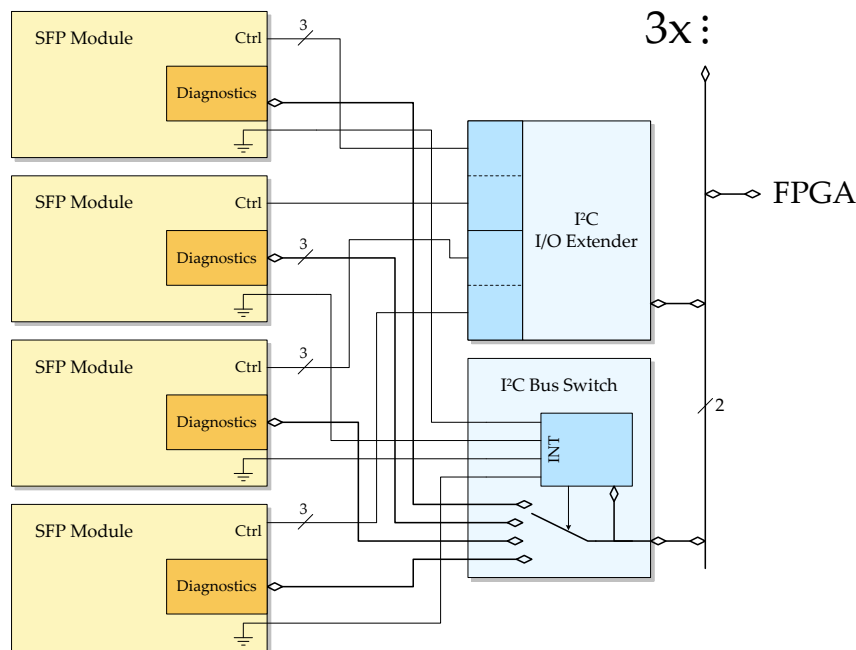 SFP Module
Ctrl
3
Diagnostics
SFP Module
Ctrl
Diagnostics
3
SFP Module
Ctrl
3
Diagnostics
SFP Module
Ctrl
3
Diagnostics
I²C
I/O Extender
I²C Bus Switch
INT
3x ⋮
FPGA
2